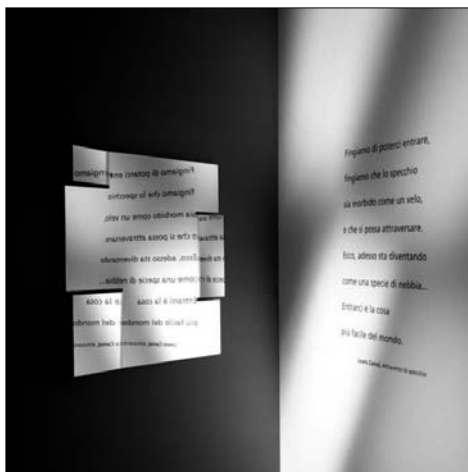 Fingiamo di poterci entrare,
fingiamo che lo specchio
sia morbido come un velo,
e che si possa attraversare.
Ecco, adesso sta diventando
come una specie di nebbia...
Entrarci è la cosa
più facile del mondo.
Lewis Carrol, Attraverso lo specchio